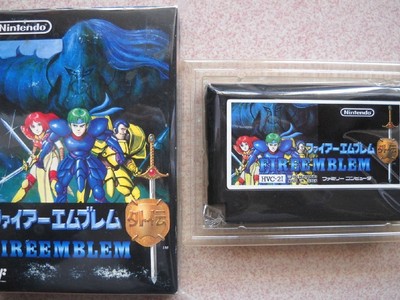 Nintendo
ファイアーエムブレム
外伝
FIREEMBLEM
TM
Nintendo
ファイアーエムブレム
外伝
FIREEMBLEM
ファミリー コンピュータ